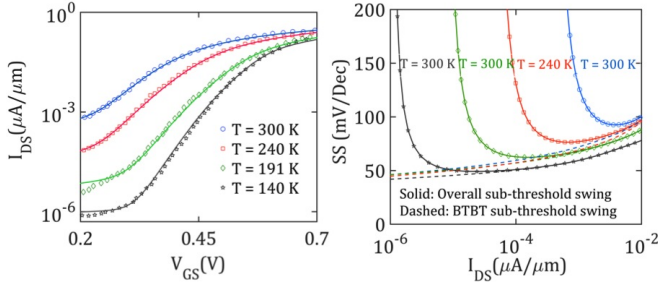 10^0
10^-3
10^-6
I_DS(μA/μm)
T = 300 K
T = 240 K
T = 191 K
T = 140 K
0.2
0.45
0.7
V_GS(V)
200
150
100
50
0
SS (mV/Dec)
T = 300 K
T = 300 K
T = 240 K
T = 300 K
Solid: Overall sub-threshold swing
Dashed: BTBT sub-threshold swing
10^-6
10^-4
10^-2
I_DS(μA/μm)